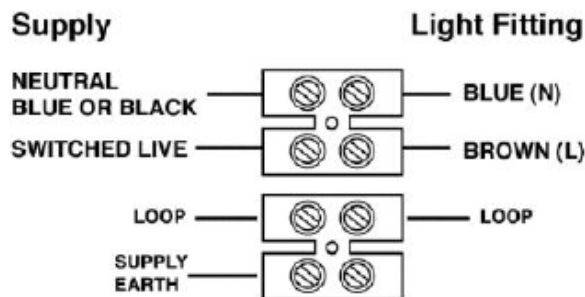 Supply Light Fitting
NEUTRAL
BLUE OR BLACK
BLUE (N)
SWITCHED LIVE
BROWN (L)
LOOP
LOOP
SUPPLY
EARTH